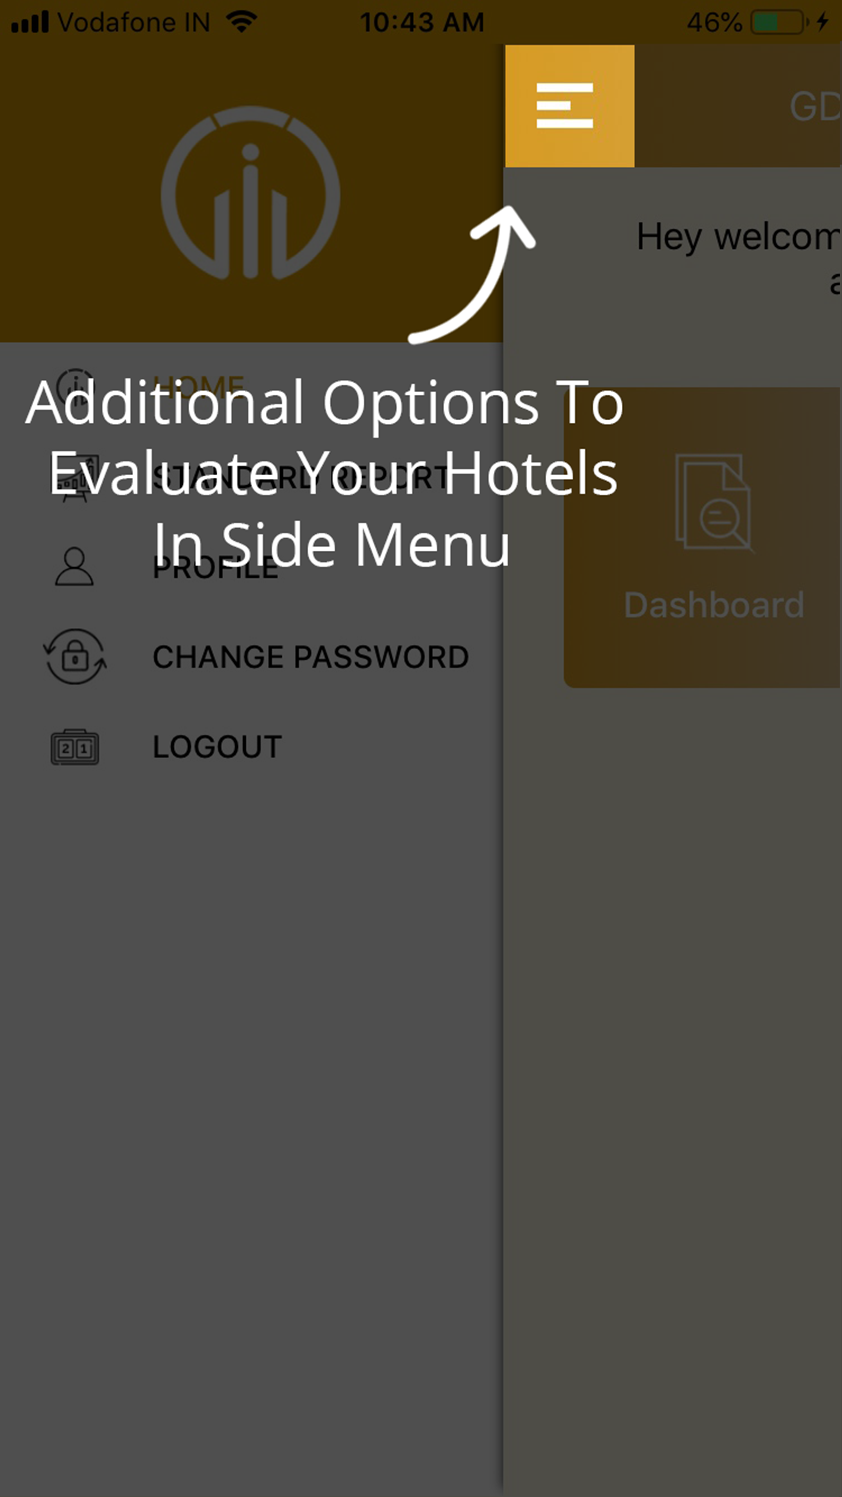 Vodafone IN
10:43 AM
46%
GD
Hey welcom
a
HOME
Additional Options To
STANDARD REPORT
Evaluate Your Hotels
PROFILE
In Side Menu
CHANGE PASSWORD
21
LOGOUT
Dashboard